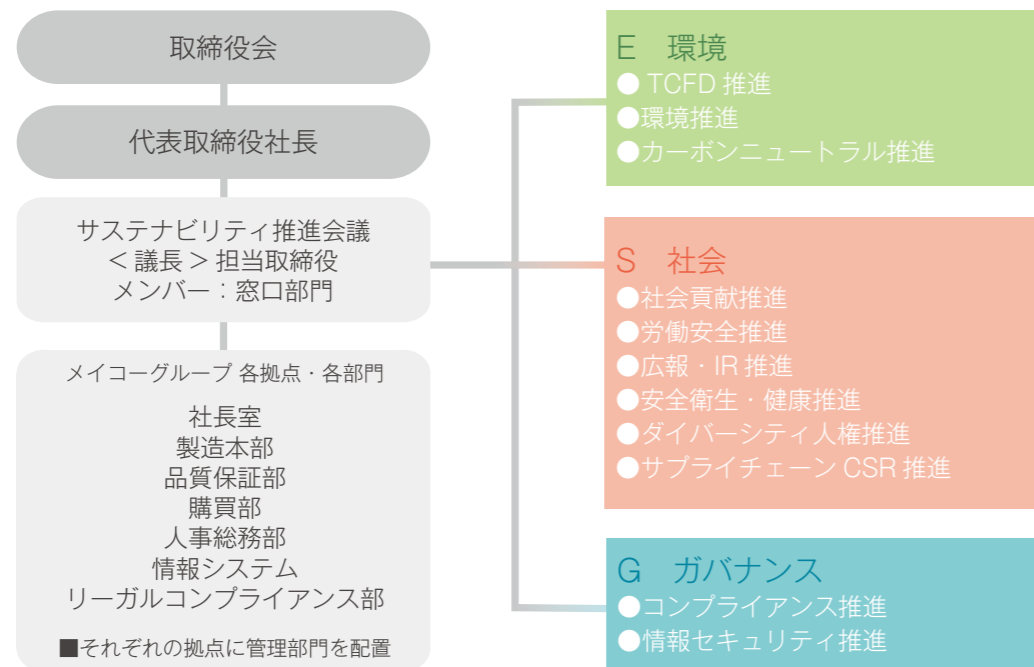 取締役会
代表取締役社長
サステナビリティ推進会議
< 議長 > 担当取締役
メンバー：窓口部門
メイコーグループ 各拠点・各部門
社長室
製造本部
品質保証部
購買部
人事総務部
情報システム
リーガルコンプライアンス部
■それぞれの拠点に管理部門を配置
E 環境
● TCFD 推進
●環境推進
●カーボンニュートラル推進
S 社会
●社会貢献推進
●労働安全推進
●広報・IR 推進
●安全衛生・健康推進
●ダイバーシティ人権推進
●サプライチェーン CSR 推進
G ガバナンス
●コンプライアンス推進
●情報セキュリティ推進